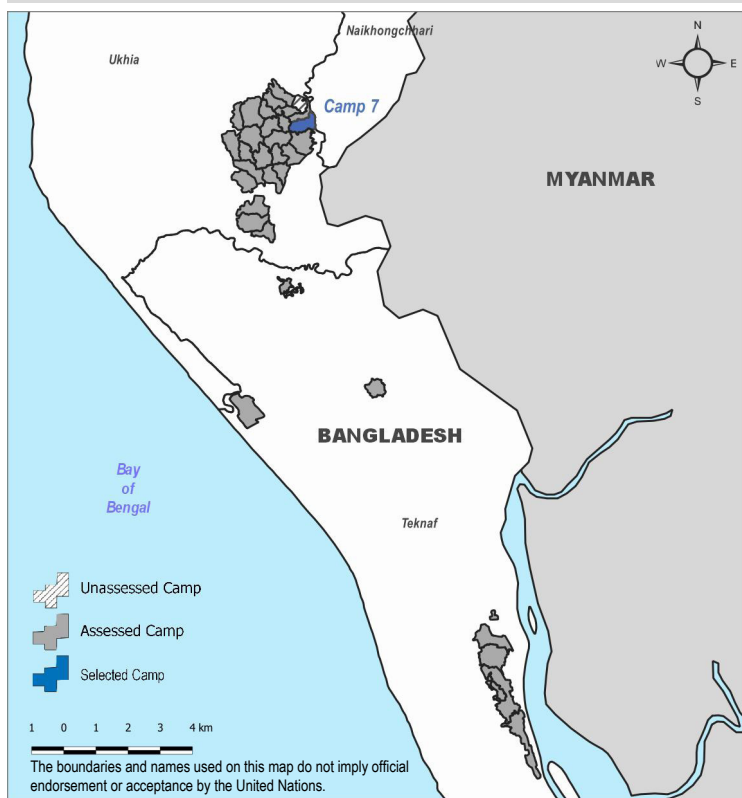 Naikhongchhari
Ukhia
N
W
E
S
Camp 7
MYANMAR
BANGLADESH
Bay
of
Bengal
Teknaf
Unassessed Camp
Assessed Camp
Selected Camp
1 0 1 2 3 4 km
The boundaries and names used on this map do not imply official
endorsement or acceptance by the United Nations.